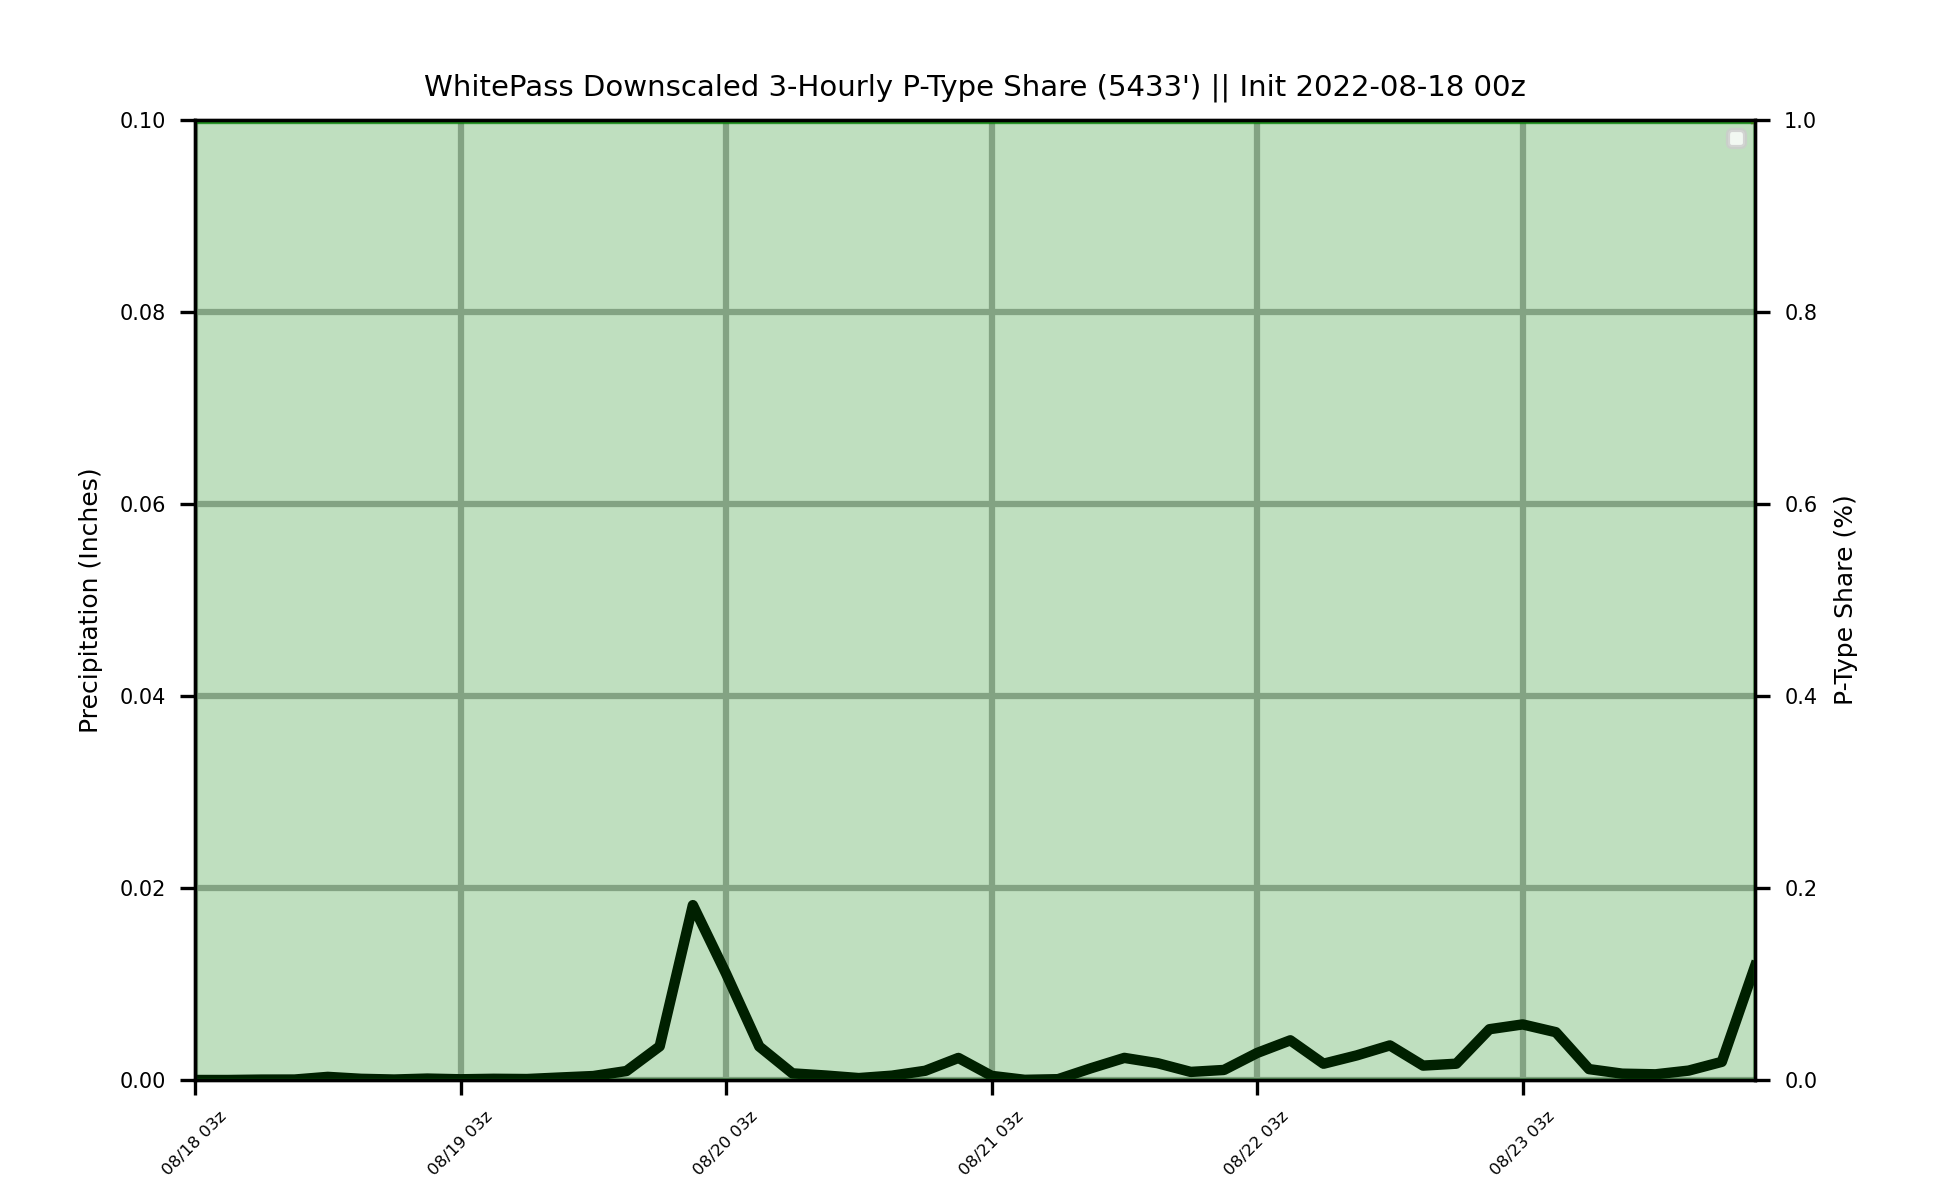 WhitePass Downscaled 3-Hourly P-Type Share (5433') || Init 2022-08-18 00z
0.10
0.08
0.06
0.04
0.02
0.00
Precipitation (Inches)
1.0
0.8
0.6
0.4
0.2
0.0
P-Type Share (%)
08/18 03z
08/19 03z
08/20 03z
08/21 03z
08/22 03z
08/23 03z